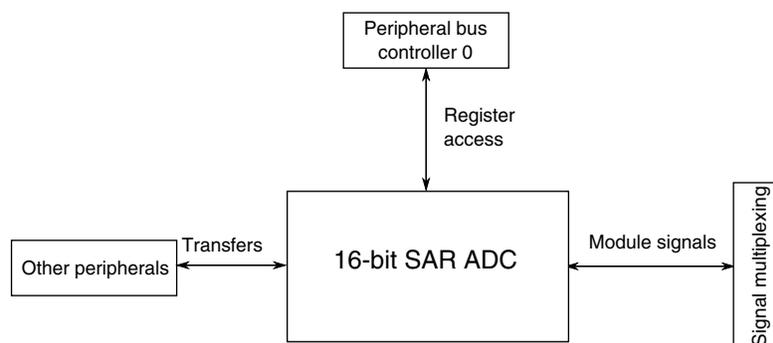 Peripheral bus
controller 0
Register
access
Other peripherals
Transfers
16-bit SAR ADC
Module signals
Signal multiplexing